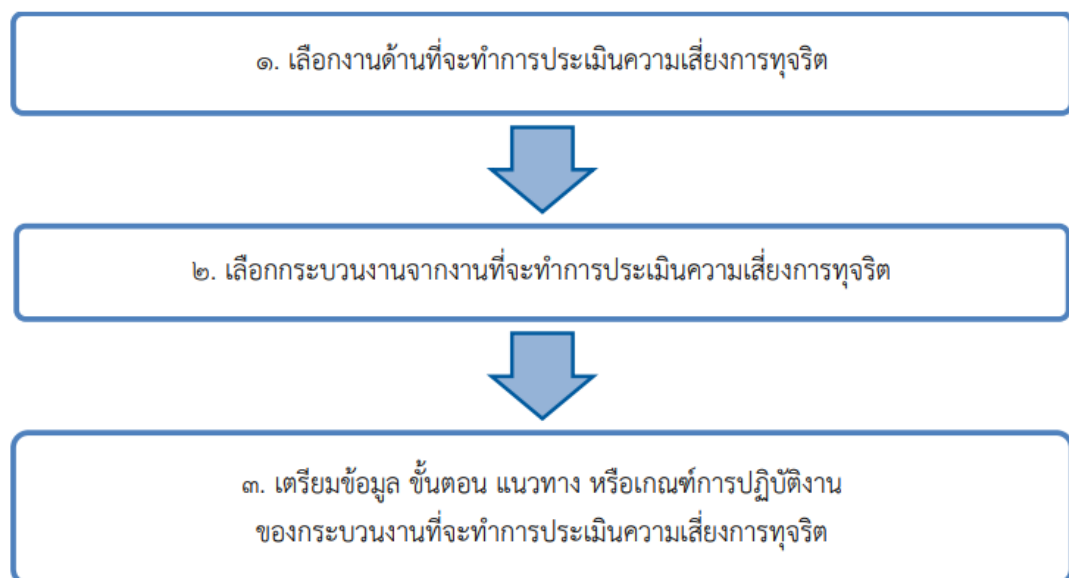 ๑. เลือกงานด้านที่จะทำการประเมินความเสี่ยงการทุจริต
๒. เลือกกระบวนงานจากงานที่จะทำการประเมินความเสี่ยงการทุจริต
๓. เตรียมข้อมูล ขั้นตอน แนวทาง หรือเกณฑ์การปฏิบัติงาน
ของกระบวนงานที่จะทำการประเมินความเสี่ยงการทุจริต